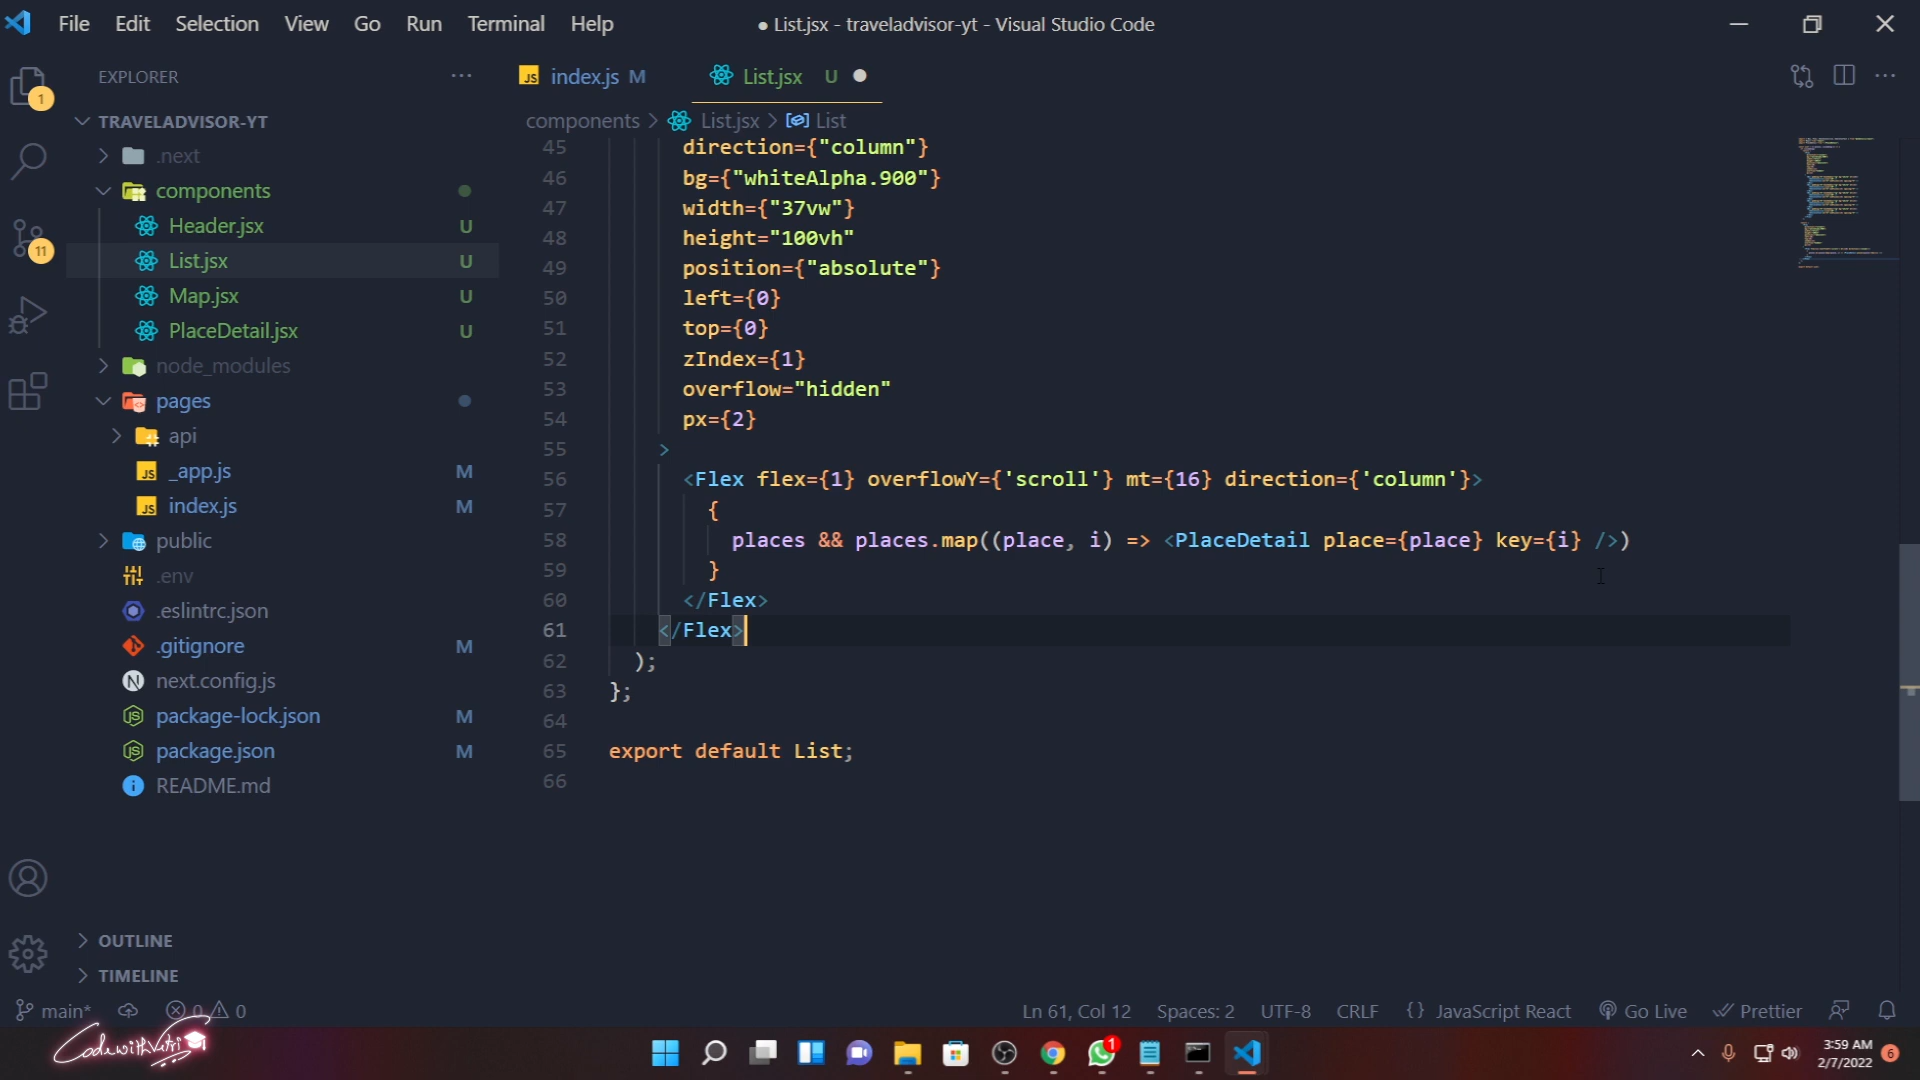 File Edit Selection View Go Run Terminal Help
● List.jsx - traveladvisor-yt - Visual Studio Code
EXPLORER
TRAVELADVISOR-YT
.next
components
Header.jsx U
List.jsx U
Map.jsx U
PlaceDetail.jsx U
node_modules
pages
api
_app.js M
index.js M
public
.env
.eslintrc.json
.gitignore M
next.config.js
package-lock.json M
package.json M
README.md
OUTLINE
TIMELINE
1
11
index.js M
List.jsx U
components > List.jsx > List
45 direction={"column"}
46 bg={"whiteAlpha.900"}
47 width={"37vw"}
48 height="100vh"
49 position={"absolute"}
50 left={0}
51 top={0}
52 zIndex={1}
53 overflow="hidden"
54 px={2}
55 >
56 <Flex flex={1} overflowY={'scroll'} mt={16} direction={'column'}>
57 {
58 places && places.map((place, i) => <PlaceDetail place={place} key={i} />)
59 }
60 </Flex>
61 </Flex>
62 );
63 };
64
65 export default List;
66
main* 0 0
Ln 61, Col 12 Spaces: 2 UTF-8 CRLF {} JavaScript React Go Live Prettier
CodewithVetri
1
3:59 AM
2/7/2022
6